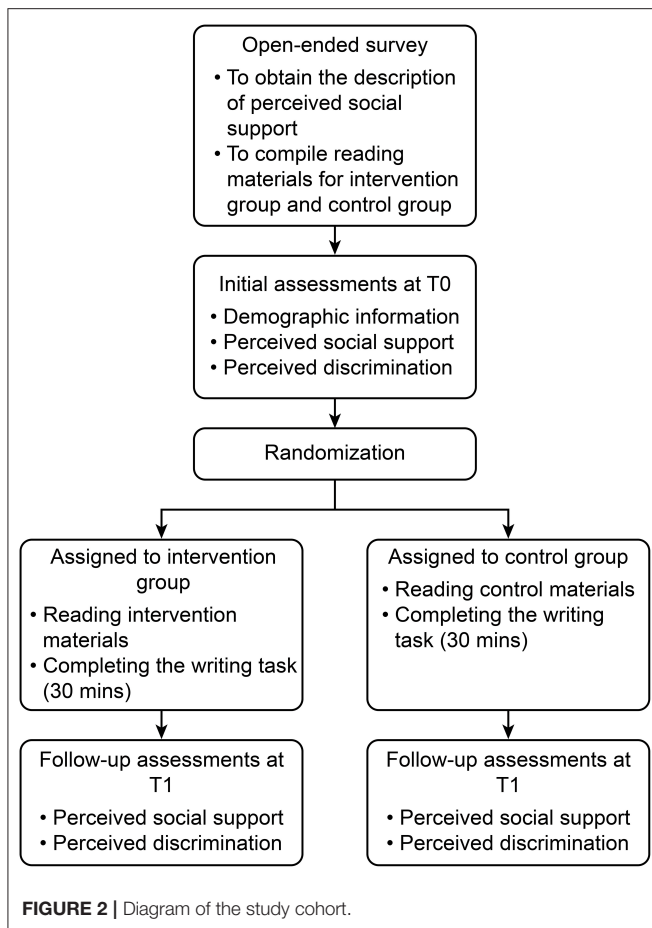 Open-ended survey
• To obtain the description
of perceived social
support
• To compile reading
materials for intervention
group and control group
Initial assessments at T0
• Demographic information
• Perceived social support
• Perceived discrimination
Randomization
Assigned to intervention
group
• Reading intervention
materials
• Completing the writing task
(30 mins)
Assigned to control group
• Reading control materials
• Completing the writing
task (30 mins)
Follow-up assessments at
T1
• Perceived social support
• Perceived discrimination
Follow-up assessments at
T1
• Perceived social support
• Perceived discrimination
FIGURE 2 | Diagram of the study cohort.